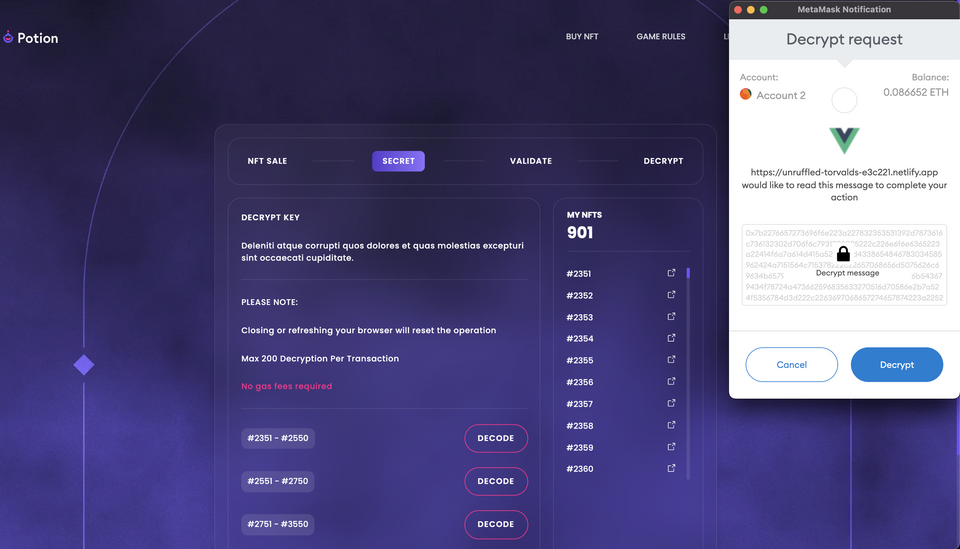 Potion
BUY NFT
GAME RULES
NFT SALE
SECRET
VALIDATE
DECRYPT
DECRYPT KEY
Deleniti atque corrupti quos dolores et quas molestias excepturi
sint occaecati cupiditate.
PLEASE NOTE:
Closing or refreshing your browser will reset the operation
Max 200 Decryption Per Transaction
No gas fees required
#2351 - #2550
DECODE
#2551 - #2750
DECODE
#2751 - #3550
DECODE
MY NFTS
901
#2351
#2352
#2353
#2354
#2355
#2356
#2357
#2358
#2359
#2360
MetaMask Notification
Decrypt request
Account:
Account 2
Balance:
0.086652 ETH
https://unruffled-torvalds-e3c221.netlify.app
would like to read this message to complete your
action
Decrypt message
Cancel
Decrypt